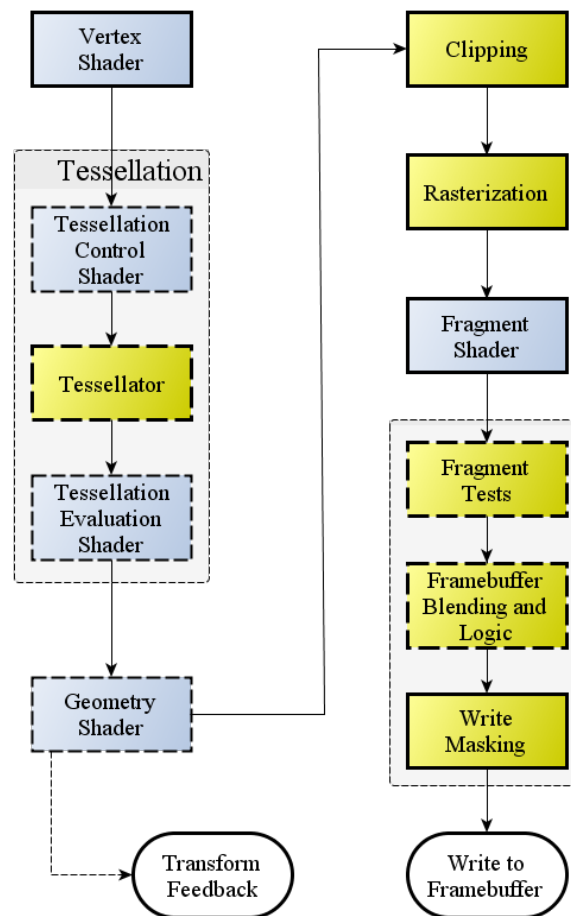 Vertex
Shader
Tessellation
Tessellation
Control
Shader
Tessellator
Tessellation
Evaluation
Shader
Geometry
Shader
Transform
Feedback
Clipping
Rasterization
Fragment
Shader
Fragment
Tests
Framebuffer
Blending and
Logic
Write
Masking
Write to
Framebuffer